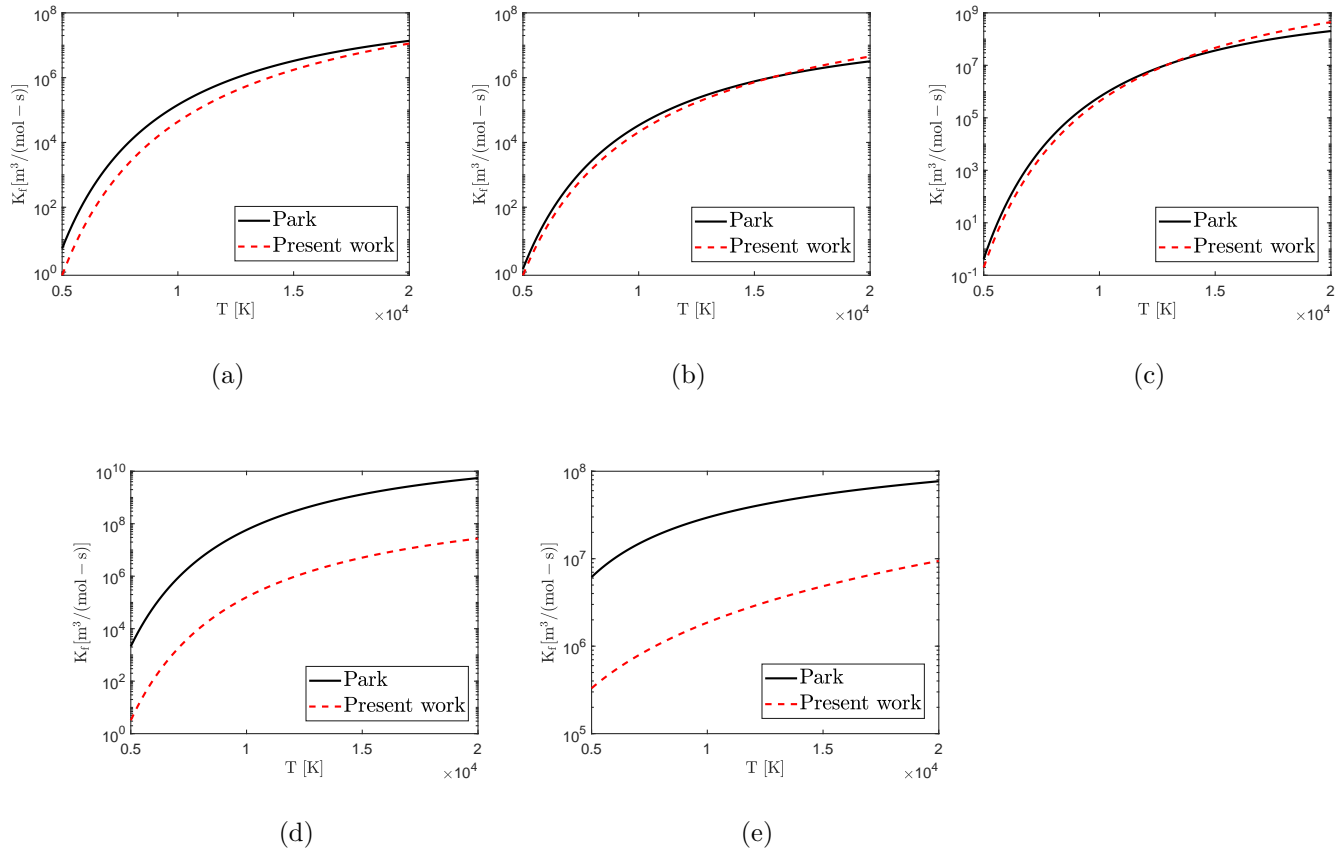 10^8
10^6
10^4
10^2
10^0
K_f[m^3/(mol − s)]
0.5 1 1.5 2
T [K]
×10^4
Park
Present work
(a)
10^8
10^6
10^4
10^2
10^0
K_f[m^3/(mol − s)]
0.5 1 1.5 2
T [K]
×10^4
Park
Present work
(b)
10^9
10^7
10^5
10^3
10^1
10^-1
K_f[m^3/(mol − s)]
0.5 1 1.5 2
T [K]
×10^4
Park
Present work
(c)
10^10
10^8
10^6
10^4
10^2
10^0
K_f[m^3/(mol − s)]
0.5 1 1.5 2
T [K]
×10^4
Park
Present work
(d)
10^8
10^7
10^6
10^5
K_f[m^3/(mol − s)]
0.5 1 1.5 2
T [K]
×10^4
Park
Present work
(e)